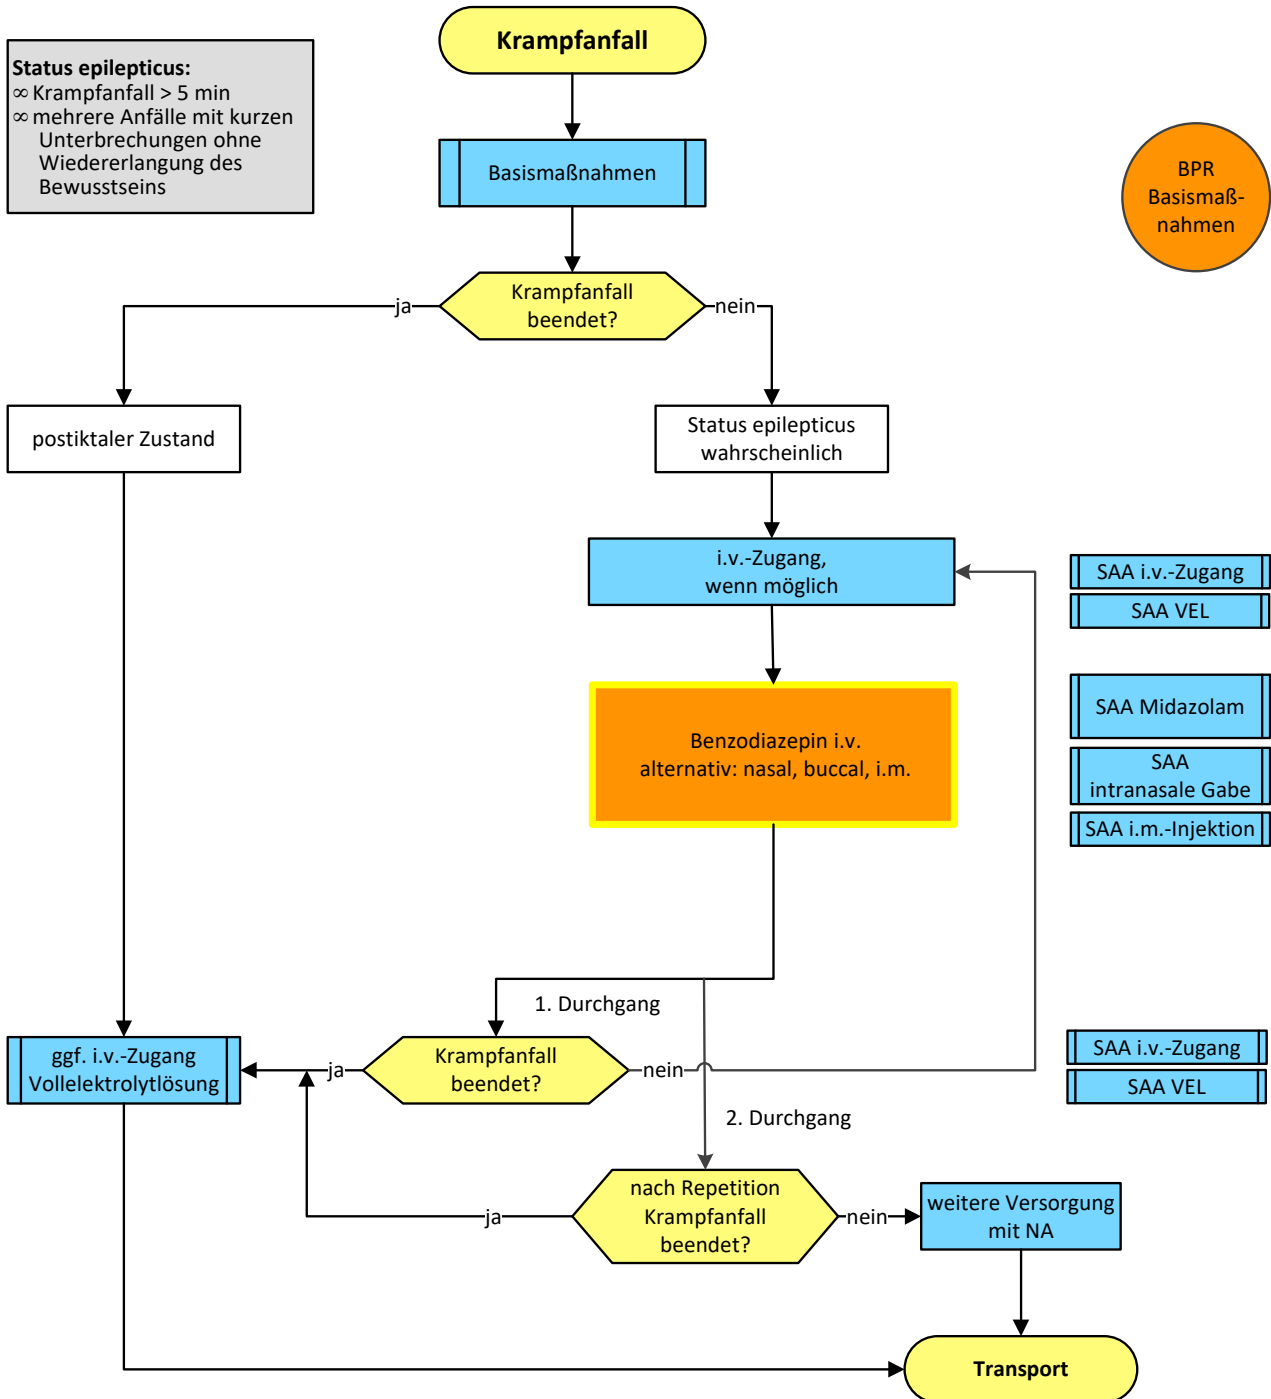 Krampfanfall
Status epilepticus:
∞ Krampfanfall > 5 min
∞ mehrere Anfälle mit kurzen
Unterbrechungen ohne
Wiedererlangung des
Bewusstseins
Basismaßnahmen
BPR
Basismaß-
nahmen
Krampfanfall
beendet?
ja
nein
postiktaler Zustand
Status epilepticus
wahrscheinlich
i.v.-Zugang,
wenn möglich
SAA i.v.-Zugang
SAA VEL
Benzodiazepin i.v.
alternativ: nasal, buccal, i.m.
SAA Midazolam
SAA
intranasale Gabe
SAA i.m.-Injektion
1. Durchgang
ggf. i.v.-Zugang
Vollelektrolytlösung
ja
Krampfanfall
beendet?
nein
SAA i.v.-Zugang
SAA VEL
2. Durchgang
ja
nach Repetition
Krampfanfall
beendet?
nein
weitere Versorgung
mit NA
Transport